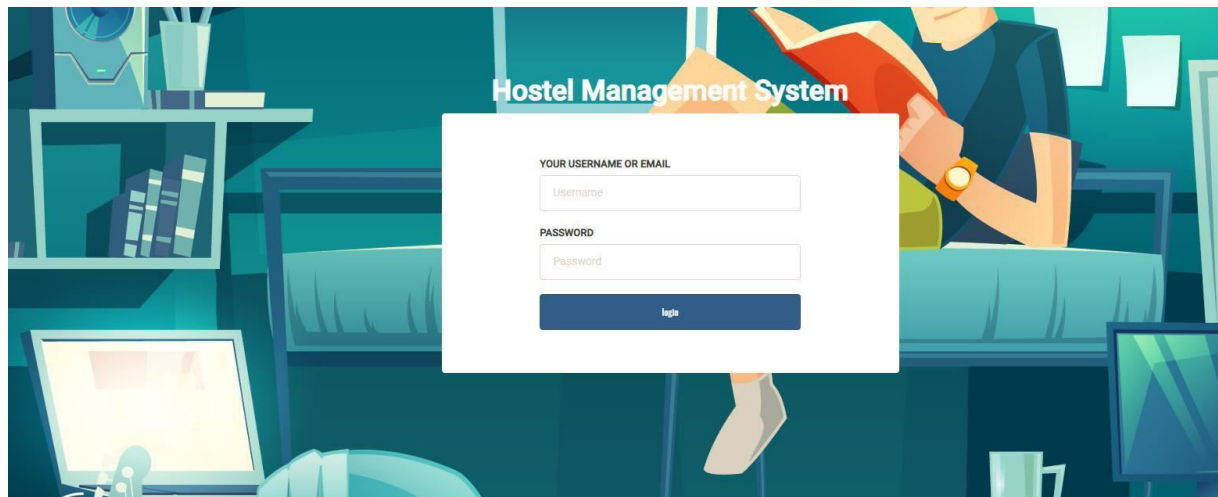 Hostel Management System
YOUR USERNAME OR EMAIL
Username
PASSWORD
Password
login